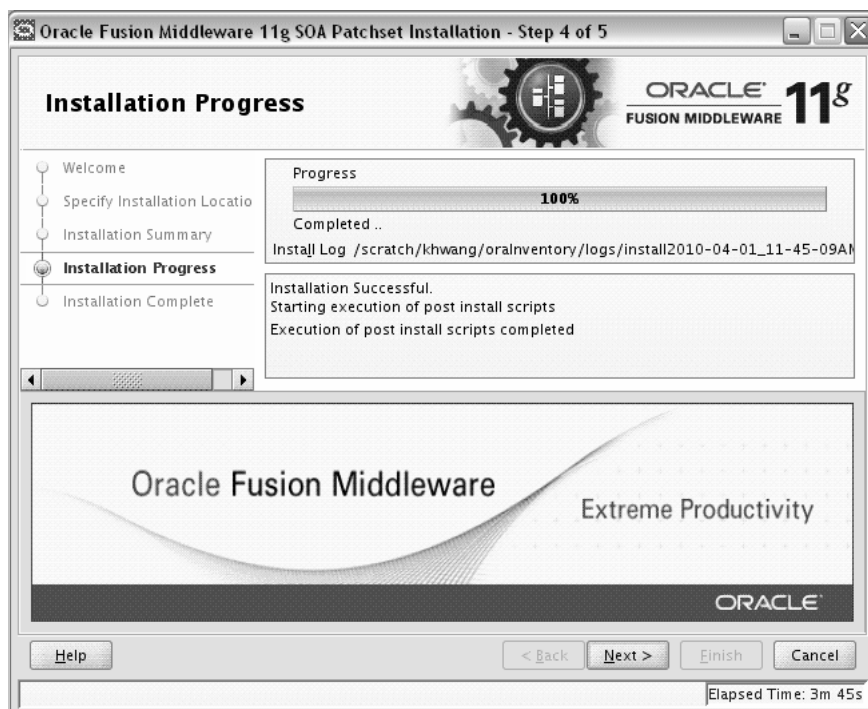 Oracle Fusion Middleware 11g SOA Patchset Installation - Step 4 of 5
Installation Progress
ORACLE
FUSION MIDDLEWARE 11g
Welcome
Specify Installation Locatio
Installation Summary
Installation Progress
Installation Complete
Progress
100%
Completed ..
Install Log /scratch/khwang/oraInventory/logs/install2010-04-01_11-45-09AM
Installation Successful.
Starting execution of post install scripts
Execution of post install scripts completed
Oracle Fusion Middleware
Extreme Productivity
ORACLE
Help
< Back
Next >
Finish
Cancel
Elapsed Time: 3m 45s